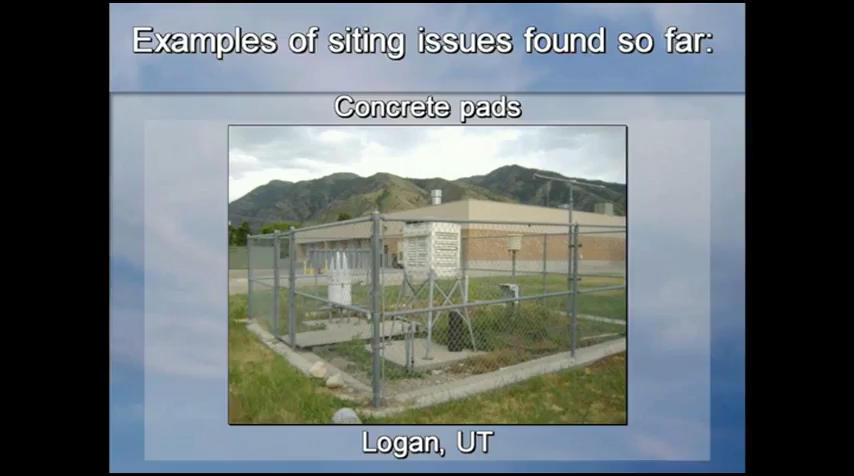 Examples of siting issues found so far:
Concrete pads
Logan, UT